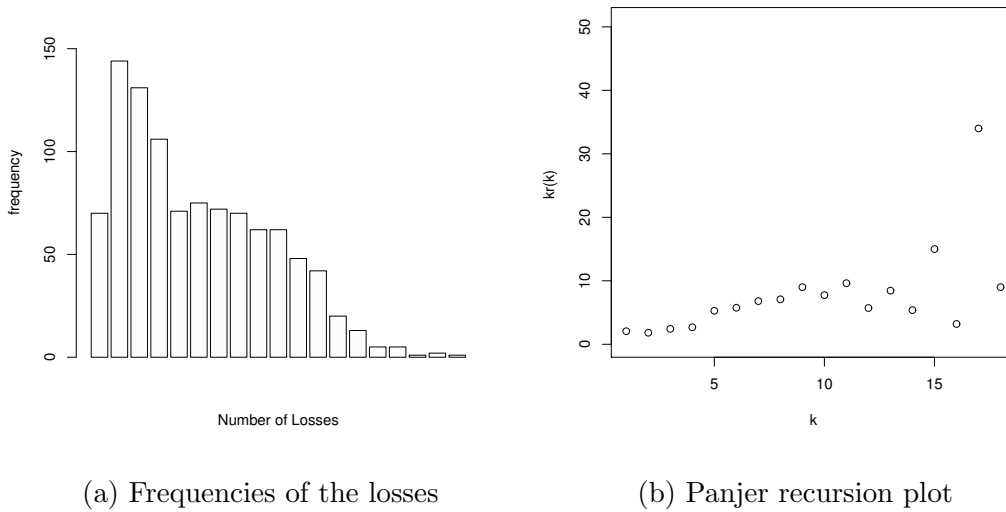 150
100
50
0
frequency
Number of Losses
50
40
30
20
10
0
kr(k)
5
10
15
k
(a) Frequencies of the losses
(b) Panjer recursion plot